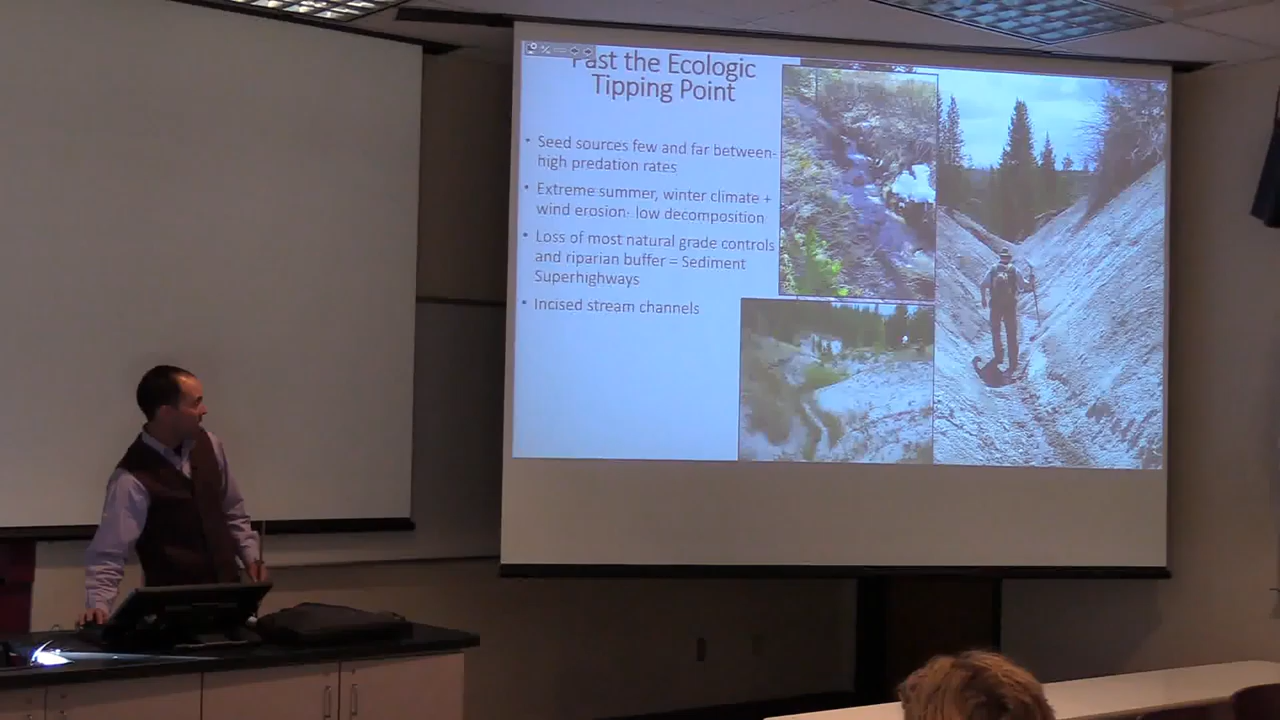 Past the Ecologic
Tipping Point
• Seed sources few and far between-
high predation rates
• Extreme summer, winter climate +
wind erosion- low decomposition
• Loss of most natural grade controls
and riparian buffer = Sediment
Superhighways
• Incised stream channels